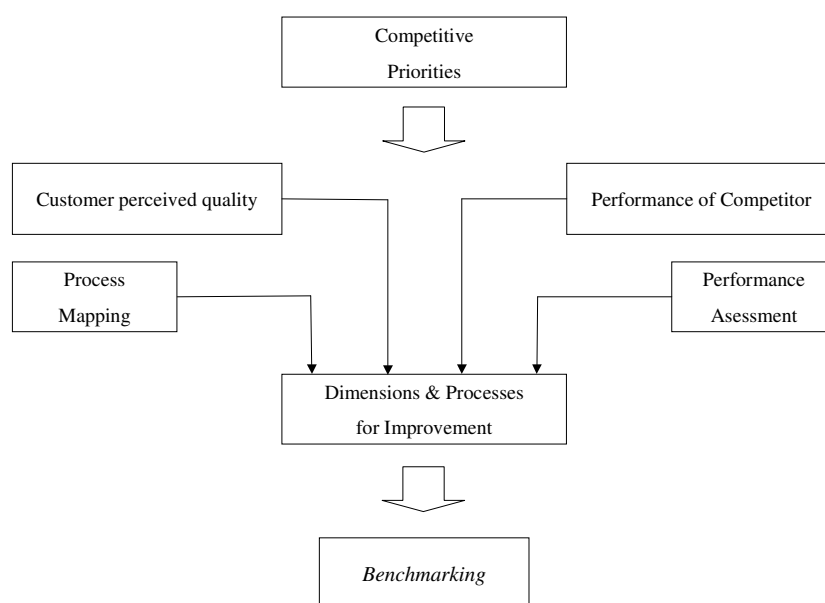 Competitive
Priorities
Customer perceived quality
Performance of Competitor
Process
Mapping
Performance
Asessment
Dimensions & Processes
for Improvement
Benchmarking